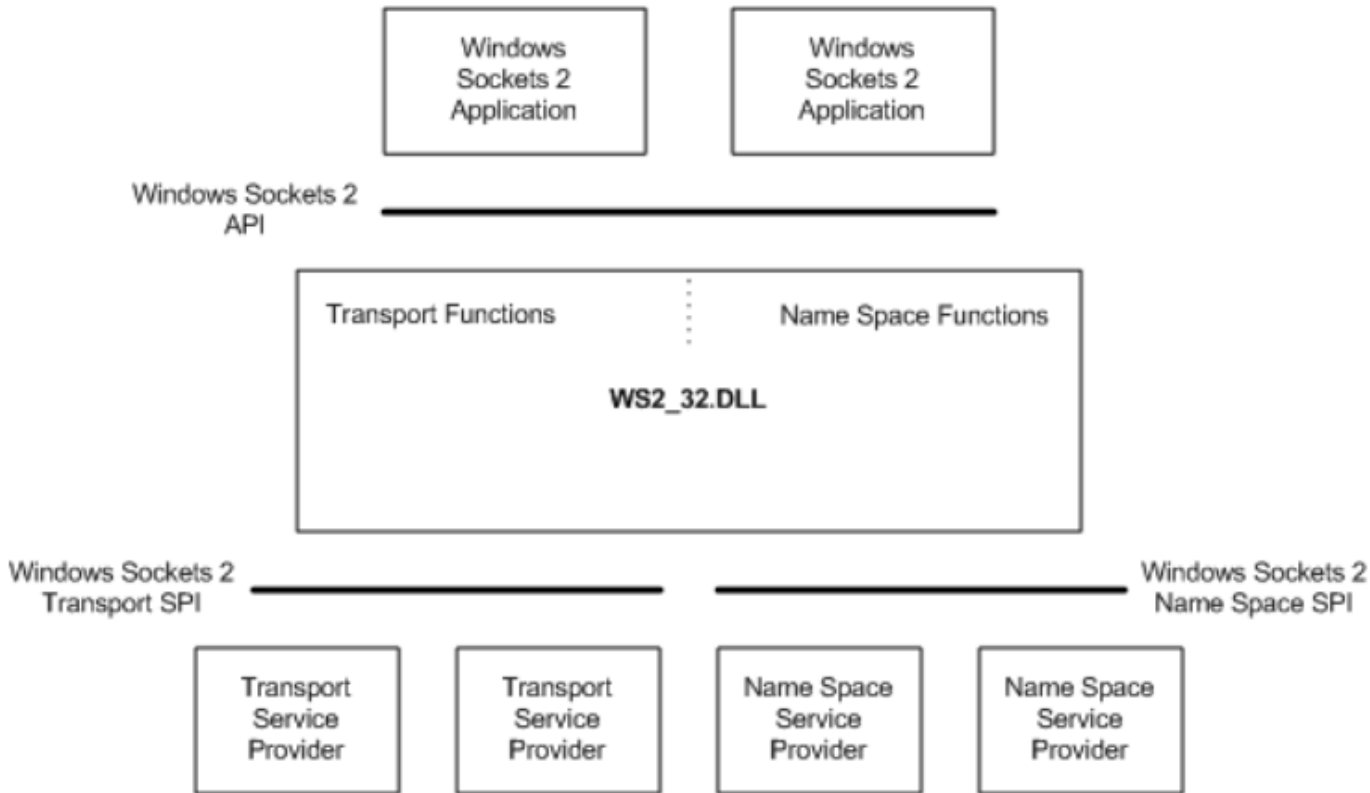 Windows
Sockets 2
Application
Windows
Sockets 2
Application
Windows Sockets 2
API
Transport Functions
Name Space Functions
WS2_32.DLL
Windows Sockets 2
Transport SPI
Windows Sockets 2
Name Space SPI
Transport
Service
Provider
Transport
Service
Provider
Name Space
Service
Provider
Name Space
Service
Provider